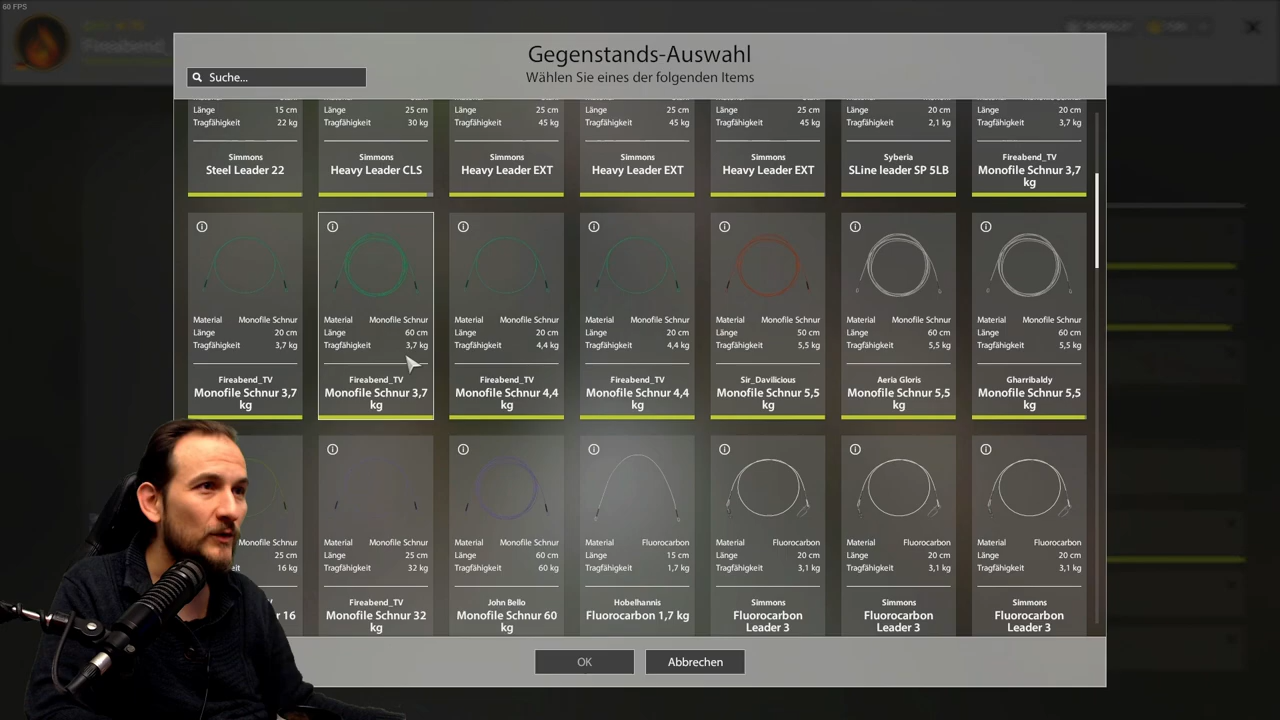 60 FPS
Gegenstands-Auswahl
Suche...
Wählen Sie eines der folgenden Items
Länge 15 cm
Tragfähigkeit 22 kg
Simmons
Steel Leader 22
Länge 25 cm
Tragfähigkeit 30 kg
Simmons
Heavy Leader CLS
Länge 25 cm
Tragfähigkeit 45 kg
Simmons
Heavy Leader EXT
Länge 25 cm
Tragfähigkeit 45 kg
Simmons
Heavy Leader EXT
Länge 25 cm
Tragfähigkeit 45 kg
Simmons
Heavy Leader EXT
Länge 20 cm
Tragfähigkeit 2,1 kg
Syberia
SLine leader SP 5LB
Länge 20 cm
Tragfähigkeit 3,7 kg
Fireabend_TV
Monofile Schnur 3,7
kg
Material Monofile Schnur
Länge 20 cm
Tragfähigkeit 3,7 kg
Fireabend_TV
Monofile Schnur 3,7
kg
Material Monofile Schnur
Länge 60 cm
Tragfähigkeit 3,7 kg
Fireabend_TV
Monofile Schnur 3,7
kg
Material Monofile Schnur
Länge 20 cm
Tragfähigkeit 4,4 kg
Fireabend_TV
Monofile Schnur 4,4
kg
Material Monofile Schnur
Länge 20 cm
Tragfähigkeit 4,4 kg
Fireabend_TV
Monofile Schnur 4,4
kg
Material Monofile Schnur
Länge 50 cm
Tragfähigkeit 5,5 kg
Sir_Davilicious
Monofile Schnur 5,5
kg
Material Monofile Schnur
Länge 60 cm
Tragfähigkeit 5,5 kg
Aeria Gloris
Monofile Schnur 5,5
kg
Material Monofile Schnur
Länge 60 cm
Tragfähigkeit 5,5 kg
Gharribaldy
Monofile Schnur 5,5
kg
Monofile Schnur
25 cm
16 kg
16
Material Monofile Schnur
Länge 25 cm
Tragfähigkeit 32 kg
Fireabend_TV
Monofile Schnur 32
kg
Material Monofile Schnur
Länge 60 cm
Tragfähigkeit 60 kg
John Bello
Monofile Schnur 60
kg
Material Fluorocarbon
Länge 15 cm
Tragfähigkeit 1,7 kg
Hobelhannis
Fluorocarbon 1,7 kg
Material Fluorocarbon
Länge 20 cm
Tragfähigkeit 3,1 kg
Simmons
Fluorocarbon
Leader 3
Material Fluorocarbon
Länge 20 cm
Tragfähigkeit 3,1 kg
Simmons
Fluorocarbon
Leader 3
Material Fluorocarbon
Länge 20 cm
Tragfähigkeit 3,1 kg
Simmons
Fluorocarbon
Leader 3
OK
Abbrechen